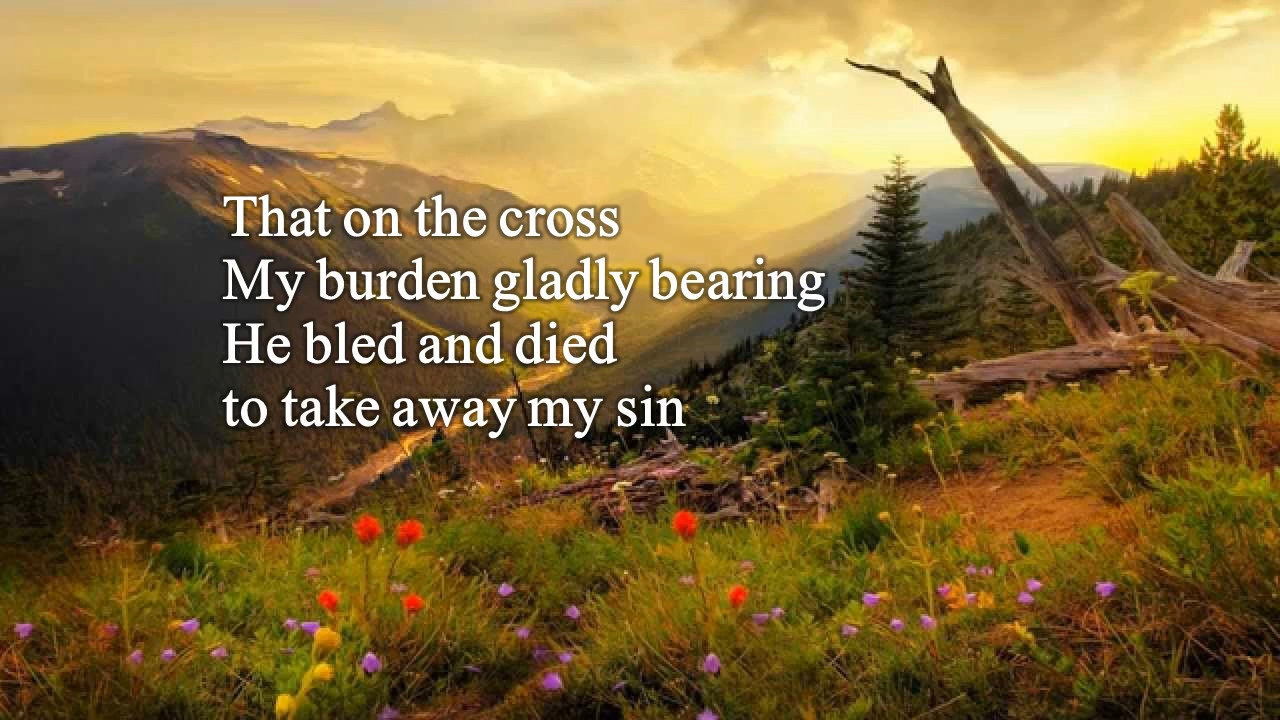 That on the cross
My burden gladly bearing
He bled and died
to take away my sin